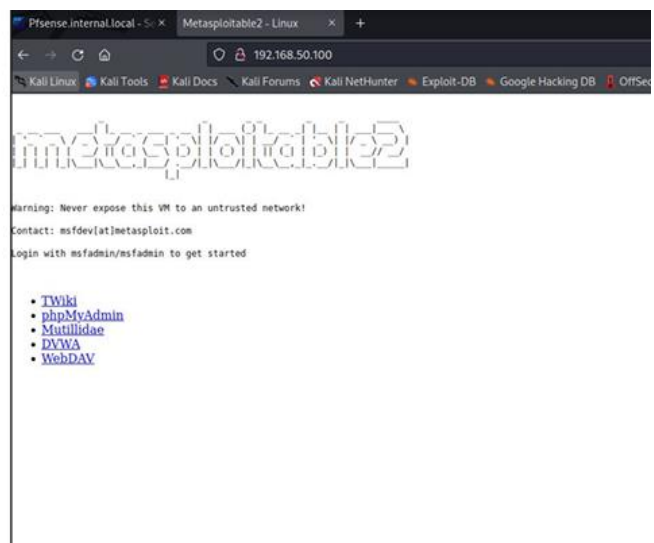 Pfsense.internal.local - Se
Metasploitable2 - Linux
192.168.50.100
Kali Linux Kali Tools Kali Docs Kali Forums Kali NetHunter Exploit-DB Google Hacking DB OffSec
metasploitable2
Warning: Never expose this VM to an untrusted network!
Contact: msfdev[at]metasploit.com
Login with msfadmin/msfadmin to get started
TWiki
phpMyAdmin
Mutillidae
DVWA
WebDAV